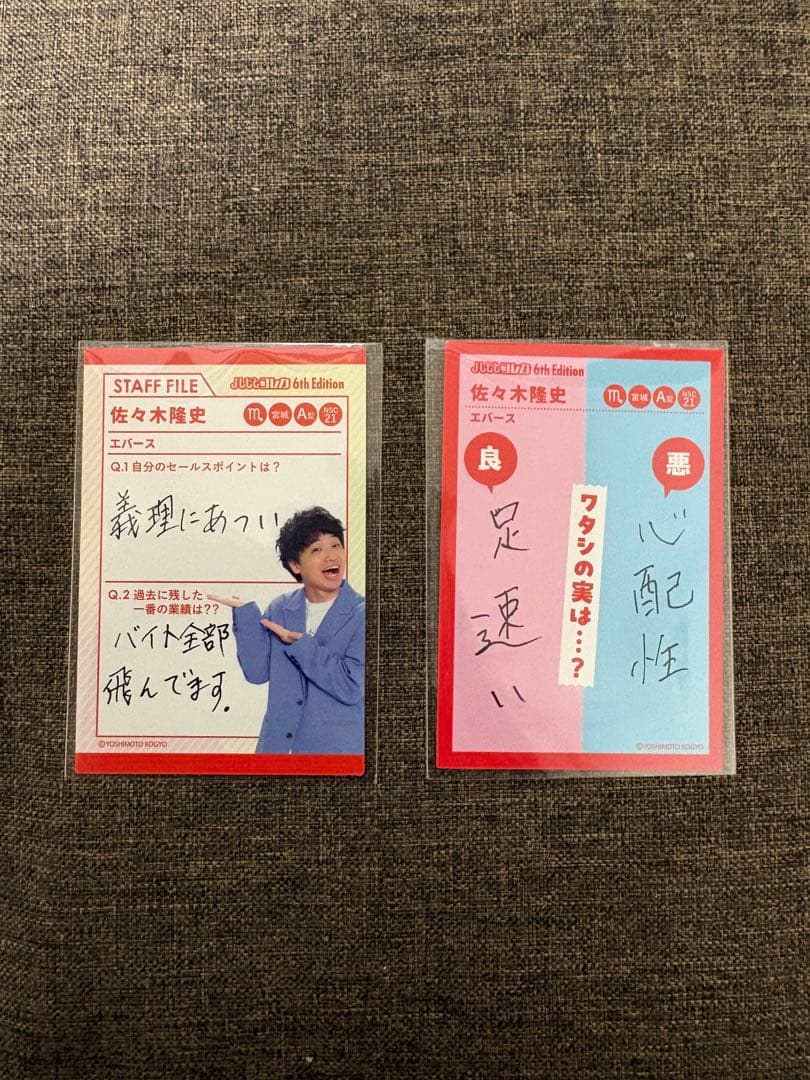 STAFF FILE
よしもコレカ 6th Edition
佐々木隆史
♏ 宮城 A型 NSC 21
エバース
Q.1 自分のセールスポイントは？
義理にあつい
Q.2 過去に残した
一番の業績は??
バイト全部
飛んでます.
©YOSHIMOTO KOGYO
よしもコレカ 6th Edition
佐々木隆史
♏ 宮城 A型 NSC 21
エバース
良
足速い
ワタシの実は…?
悪
心配性
©YOSHIMOTO KOGYO